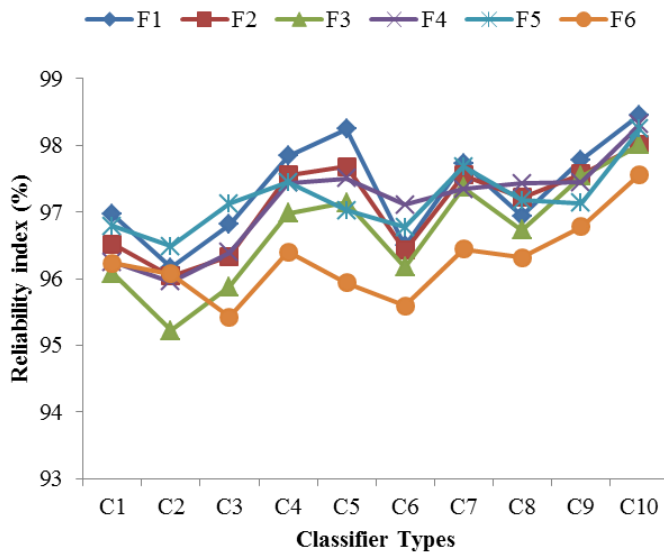 F1 F2 F3 F4 F5 F6
99
98
97
96
95
94
93
Reliability index (%)
C1 C2 C3 C4 C5 C6 C7 C8 C9 C10
Classifier Types